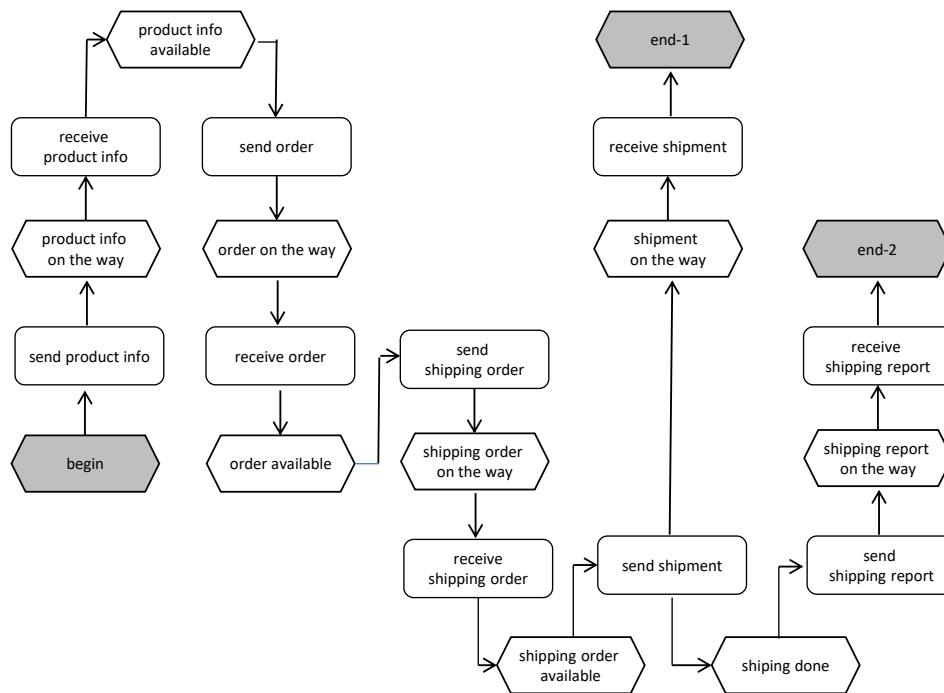 product info
available
end-1
receive
product info
send order
receive shipment
product info
on the way
order on the way
shipment
on the way
end-2
send product info
receive order
send
shipping order
receive
shipping report
begin
order available
shipping order
on the way
shipping report
on the way
receive
shipping order
send shipment
send
shipping report
shipping order
available
shiping done